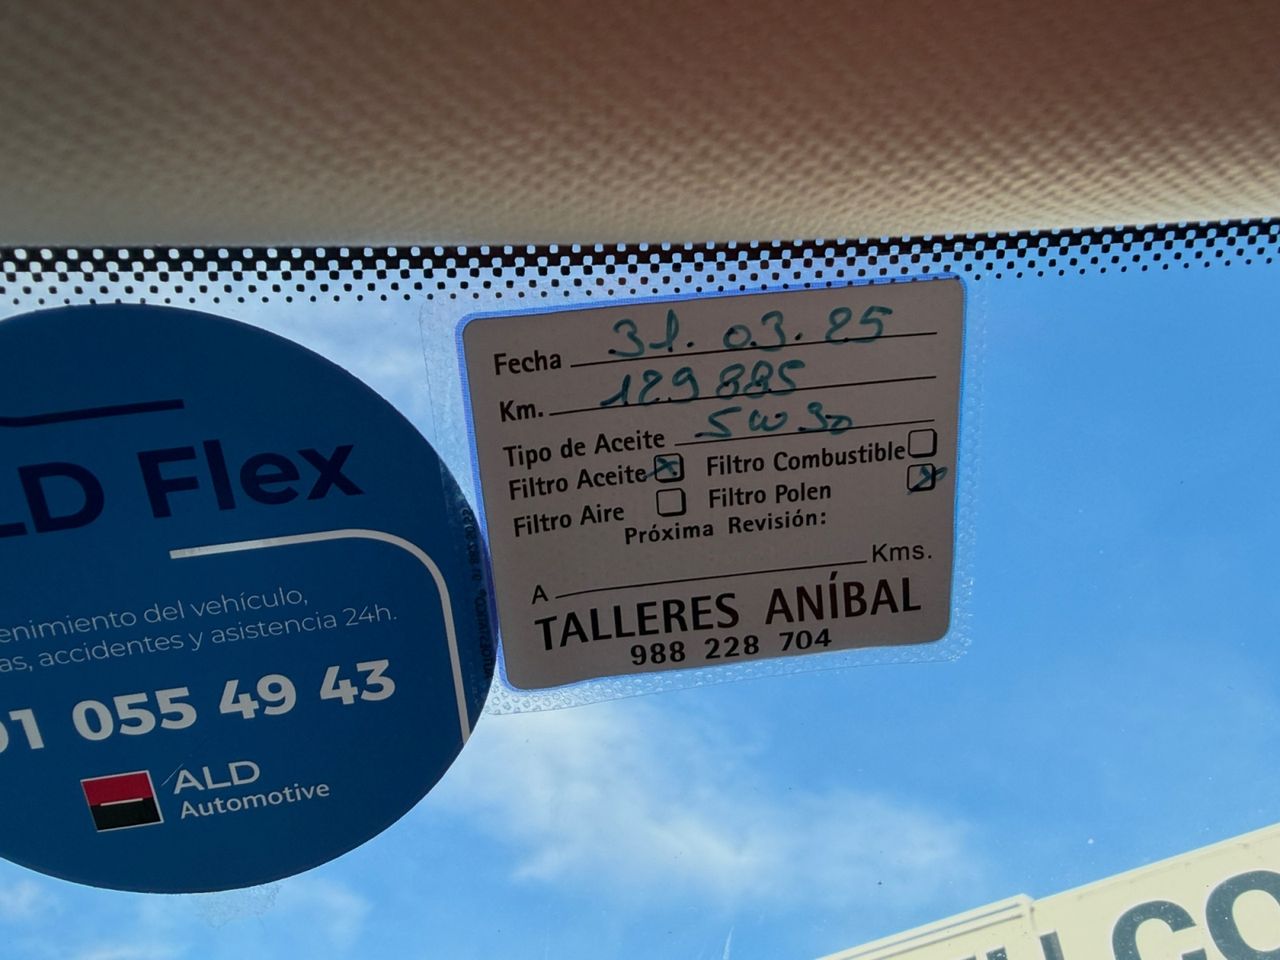 Fecha 31.03.25
Km. 129885
Tipo de Aceite 5W30
Filtro Aceite X Filtro Combustible
Filtro Aire Filtro Polen X
Próxima Revisión:
A Kms.
TALLERES ANÍBAL
988 228 704
LD Flex
enimiento del vehículo,
as, accidentes y asistencia 24h.
01 055 49 43
ALD
Automotive
CO